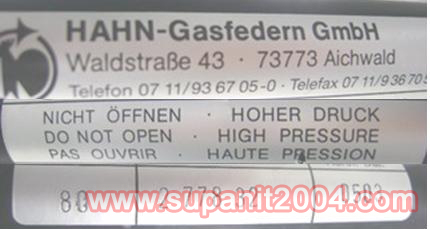 HAHN-Gasfedern GmbH
Waldstraße 43 · 73773 Aichwald
Telefon 07 11/93 67 05-0 · Telefax 07 11/9 36 70
NICHT ÖFFNEN · HOHER DRUCK
DO NOT OPEN · HIGH PRESSURE
PAS OUVRIR · HAUTE PRESSION
80
www.supanit2004.com